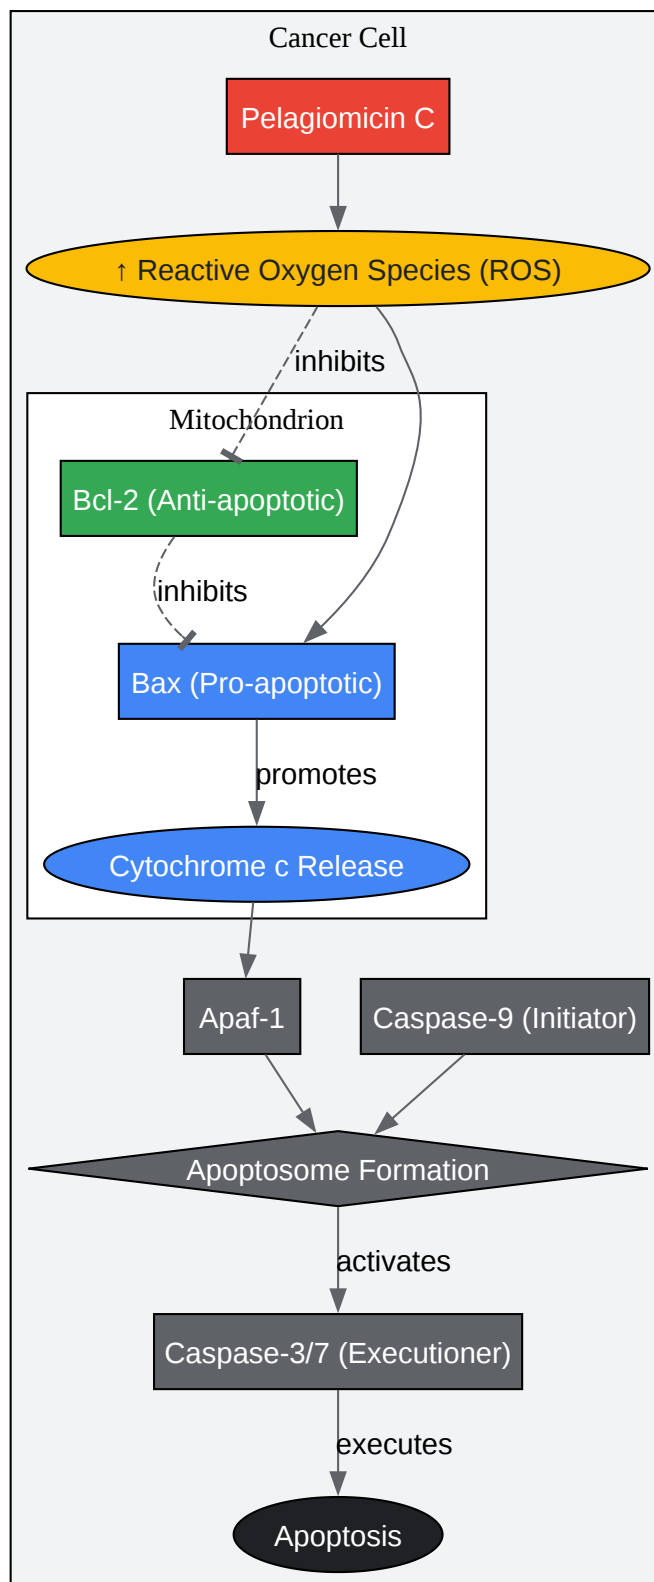 Cancer Cell
Pelagiomicin C
↑ Reactive Oxygen Species (ROS)
inhibits
Mitochondrion
Bcl-2 (Anti-apoptotic)
inhibits
Bax (Pro-apoptotic)
promotes
Cytochrome c Release
Apaf-1
Caspase-9 (Initiator)
Apoptosome Formation
activates
Caspase-3/7 (Executioner)
executes
Apoptosis